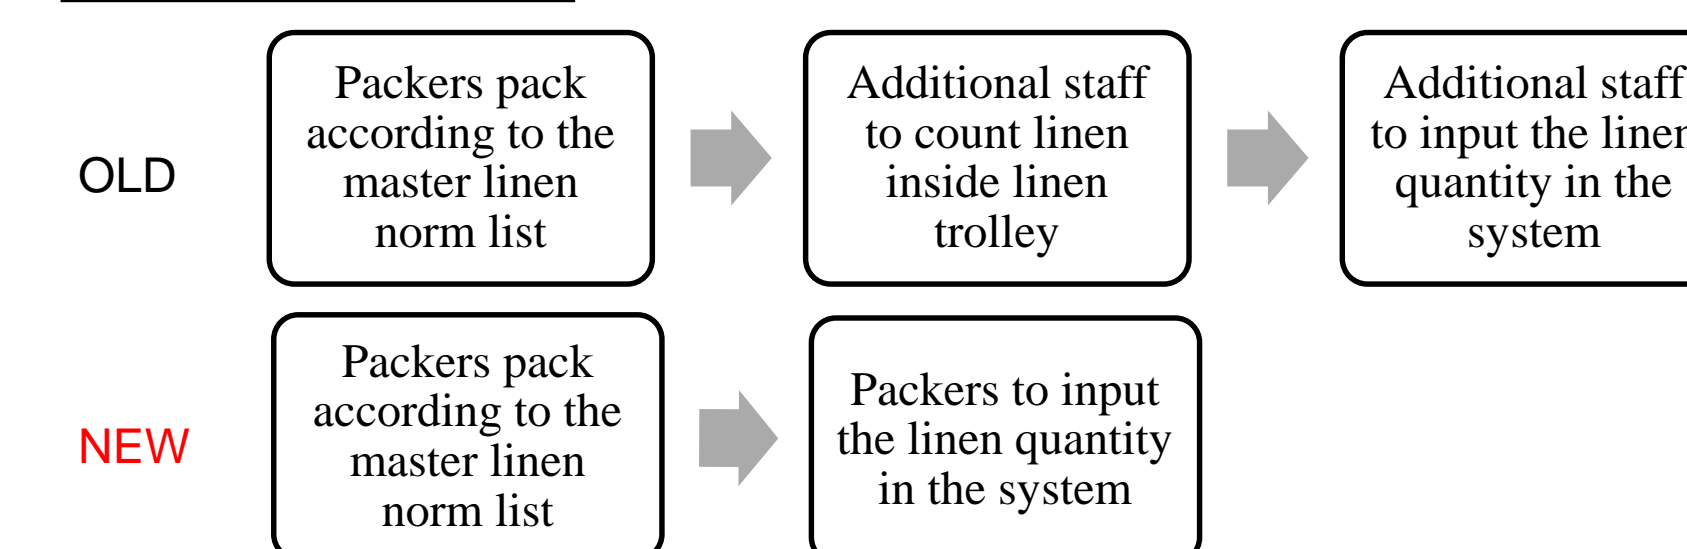 OLD
Packers pack
according to the
master linen
norm list
Additional staff
to count linen
inside linen
trolley
Additional staff
to input the linen
quantity in the
system
NEW
Packers pack
according to the
master linen
norm list
Packers to input
the linen quantity
in the system